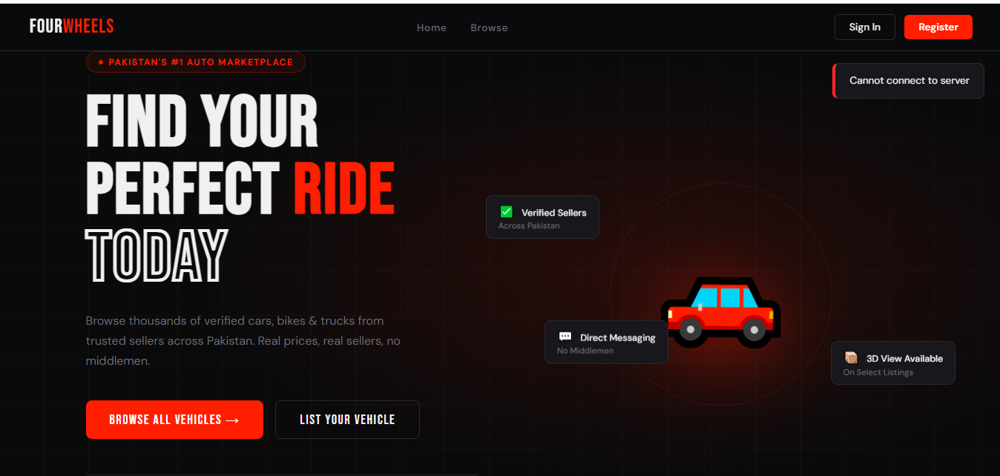 FOURWHEELS
Home
Browse
Sign In
Register
PAKISTAN'S #1 AUTO MARKETPLACE
Cannot connect to server
FIND YOUR
PERFECT RIDE
TODAY
Verified Sellers
Across Pakistan
Browse thousands of verified cars, bikes & trucks from
trusted sellers across Pakistan. Real prices, real sellers, no
middlemen.
Direct Messaging
No Middlemen
3D View Available
On Select Listings
BROWSE ALL VEHICLES →
LIST YOUR VEHICLE